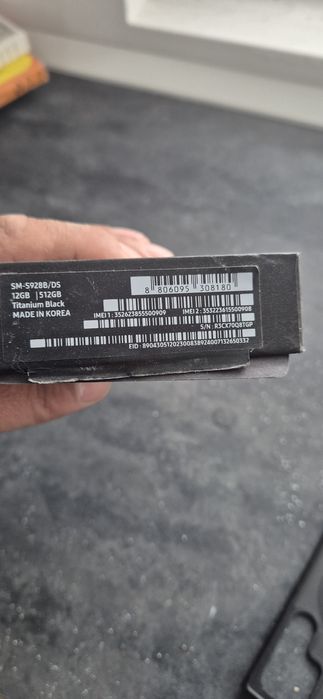 SM-S928B/DS
12GB | 512GB
Titanium Black
MADE IN KOREA
8 806095 308180
IMEI 1 : 352623855500909
IMEI 2 : 353223615500908
S/N : R3CX70Q8TGP
EID : 89043051202300838924007132650332